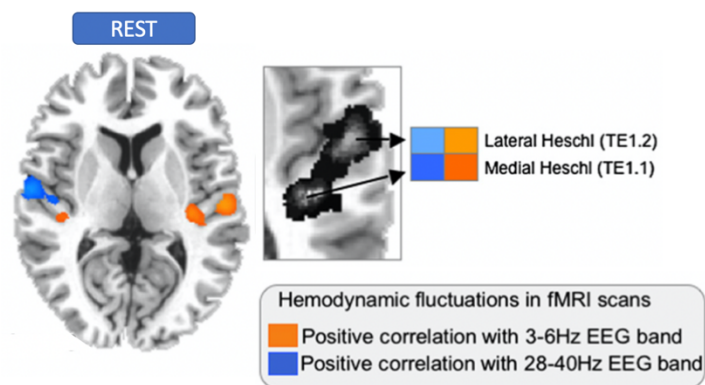 REST
Lateral Heschl (TE1.2)
Medial Heschl (TE1.1)
Hemodynamic fluctuations in fMRI scans
Positive correlation with 3-6Hz EEG band
Positive correlation with 28-40Hz EEG band